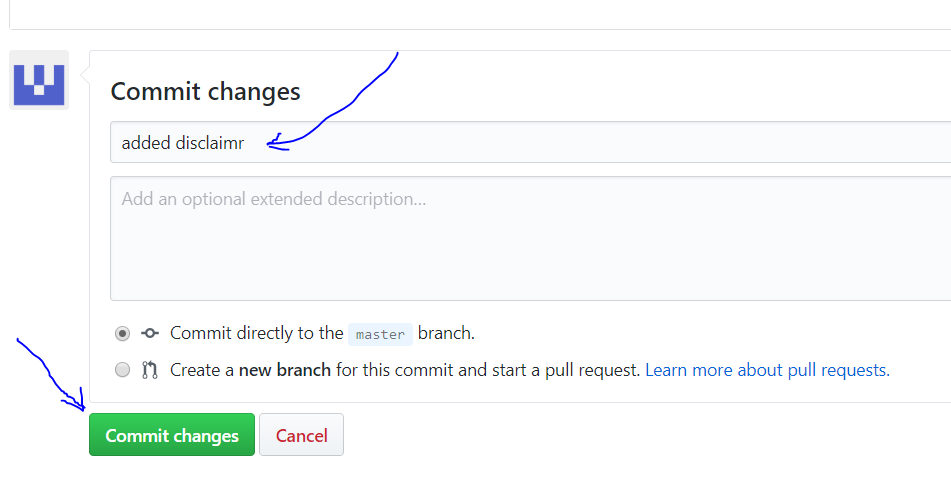 Commit changes
added disclaimr
Add an optional extended description...
Commit directly to the master branch.
Create a new branch for this commit and start a pull request. Learn more about pull requests.
Commit changes Cancel